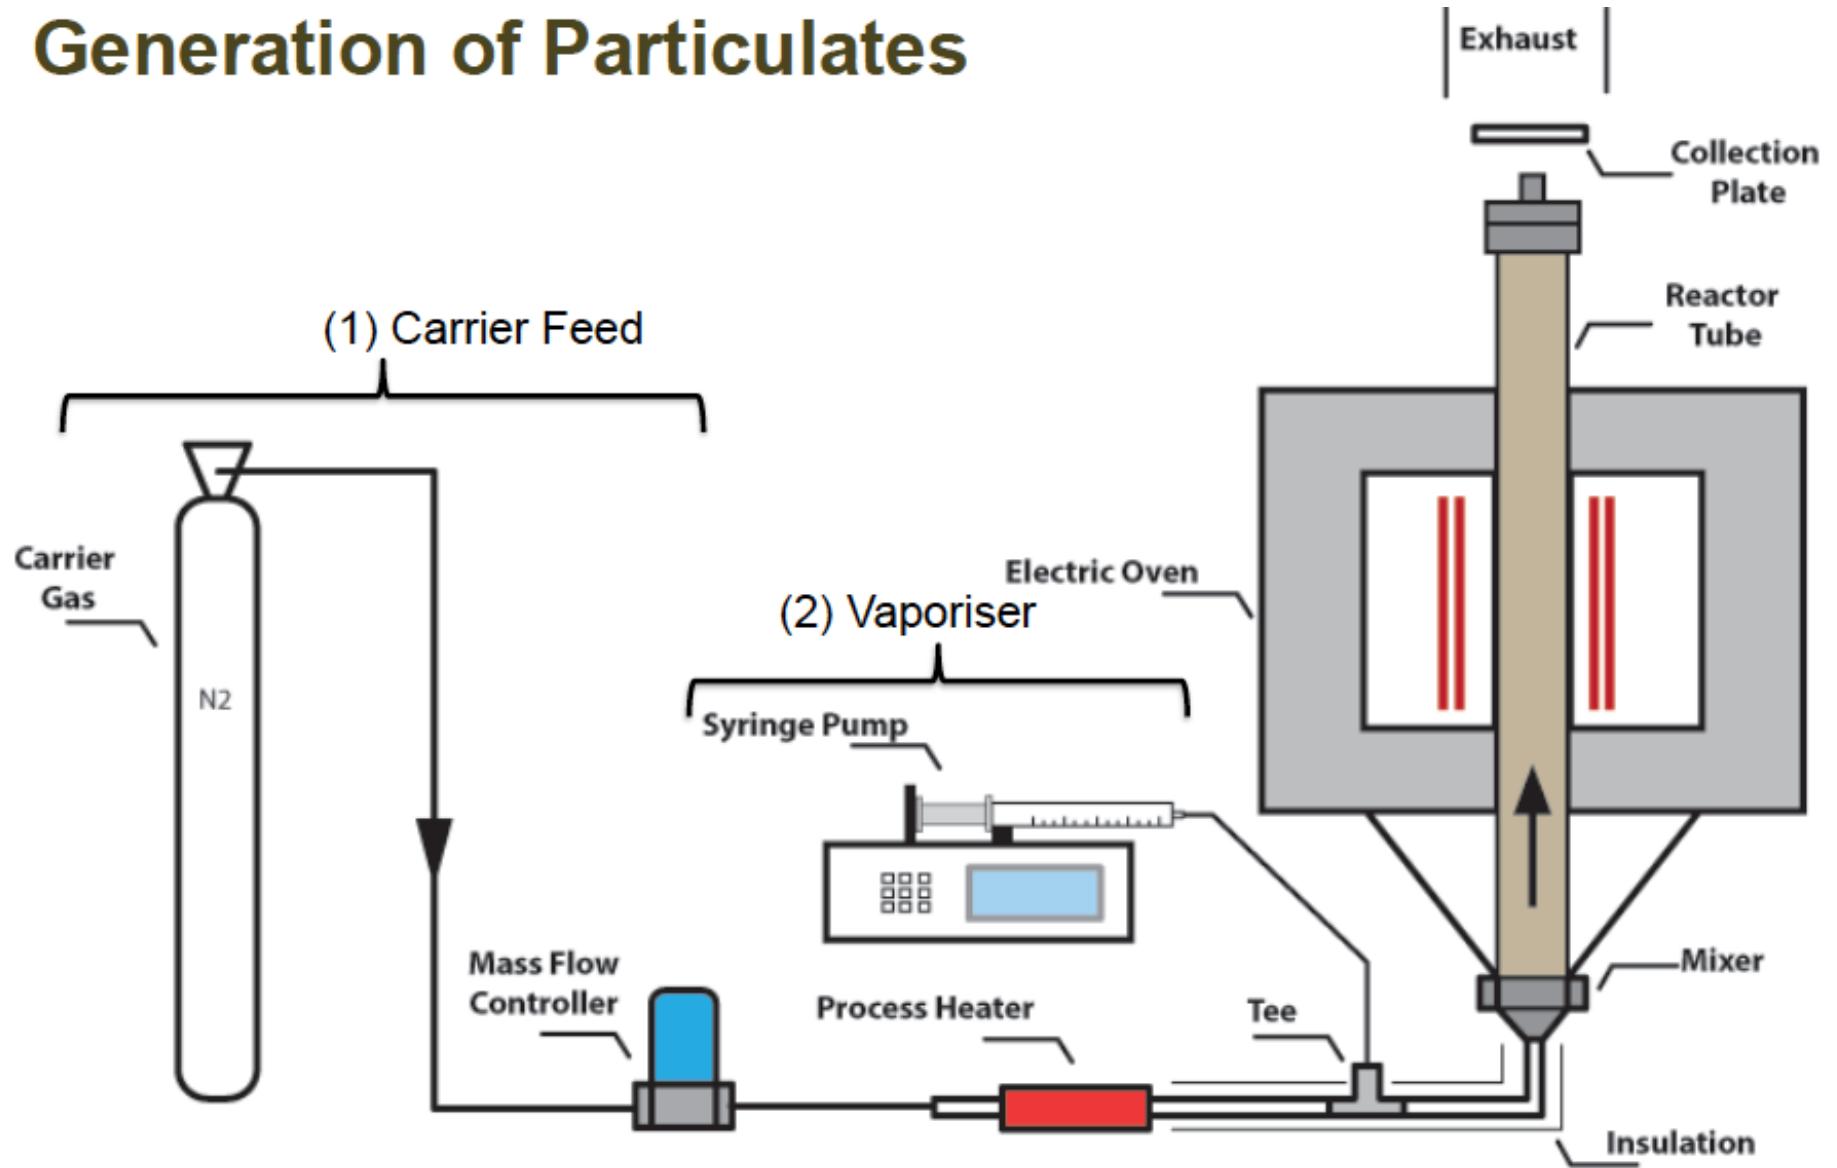 Generation of Particulates
Exhaust
Collection
Plate
Reactor
Tube
(1) Carrier Feed
Carrier
Gas
N2
Electric Oven
(2) Vaporiser
Syringe Pump
Mass Flow
Controller
Process Heater
Tee
Mixer
Insulation